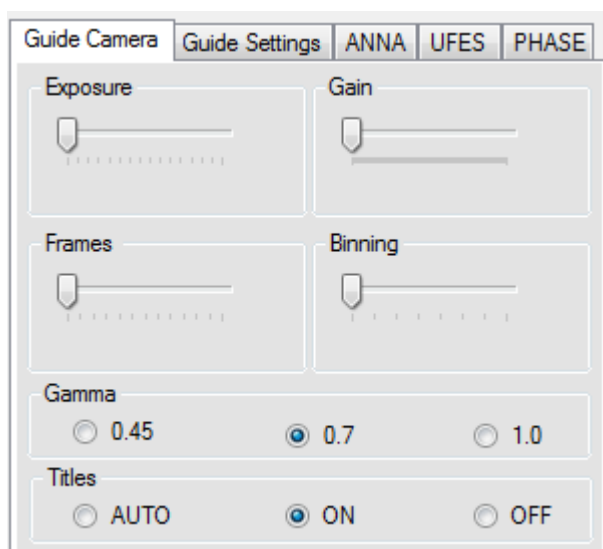 Guide Camera Guide Settings ANNA UFES PHASE
Exposure Gain
Frames Binning
Gamma
0.45 0.7 1.0
Titles
AUTO ON OFF